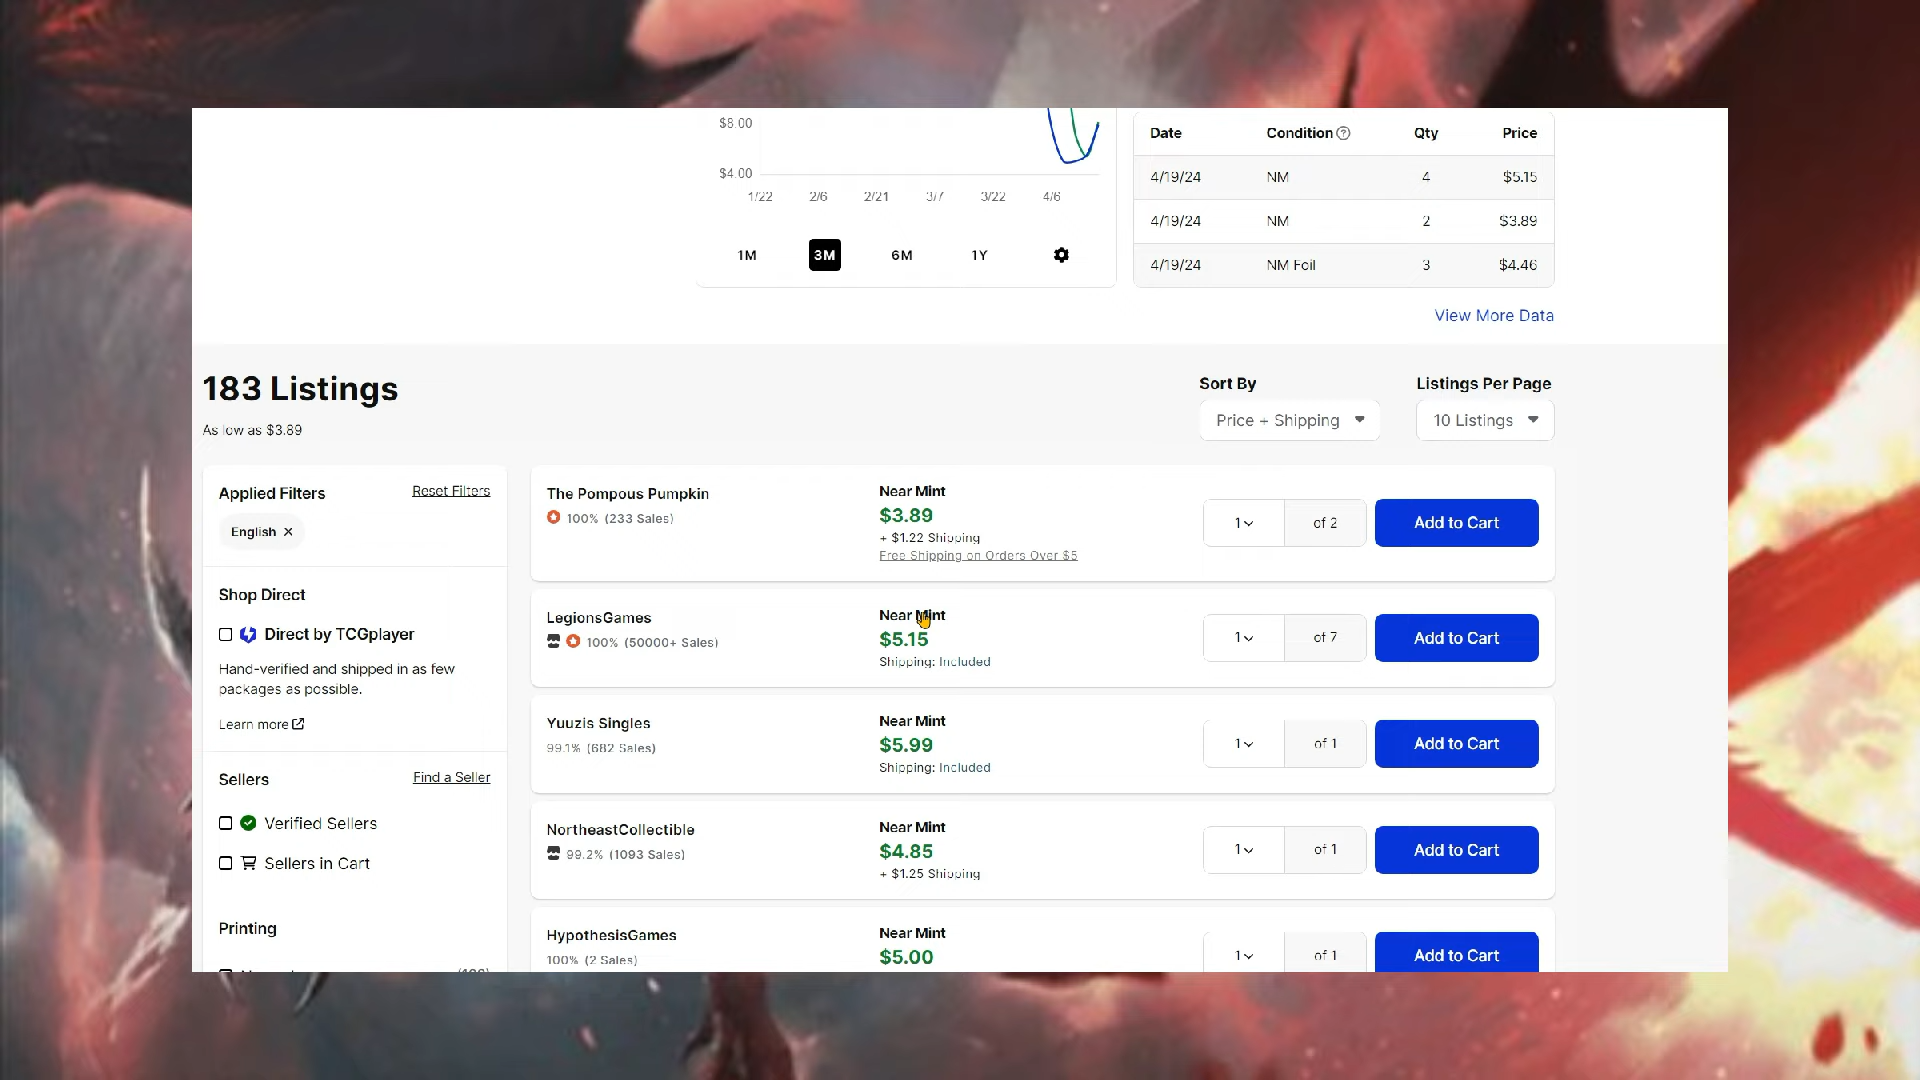 $8.00
$4.00
1/22 2/6 2/21 3/7 3/22 4/6
1M 3M 6M 1Y
Date Condition Qty Price
4/19/24 NM 4 $5.15
4/19/24 NM 2 $3.89
4/19/24 NM Foil 3 $4.46
View More Data
183 Listings
As low as $3.89
Sort By
Price + Shipping
Listings Per Page
10 Listings
Applied Filters Reset Filters
English ✕
Shop Direct
Direct by TCGplayer
Hand-verified and shipped in as few
packages as possible.
Learn more
Sellers Find a Seller
Verified Sellers
Sellers in Cart
Printing
The Pompous Pumpkin
100% (233 Sales)
Near Mint
$3.89
+ $1.22 Shipping
Free Shipping on Orders Over $5
1 of 2 Add to Cart
LegionsGames
100% (50000+ Sales)
Near Mint
$5.15
Shipping: Included
1 of 7 Add to Cart
Yuuzis Singles
99.1% (682 Sales)
Near Mint
$5.99
Shipping: Included
1 of 1 Add to Cart
NortheastCollectible
99.2% (1093 Sales)
Near Mint
$4.85
+ $1.25 Shipping
1 of 1 Add to Cart
HypothesisGames
100% (2 Sales)
Near Mint
$5.00
1 of 1 Add to Cart